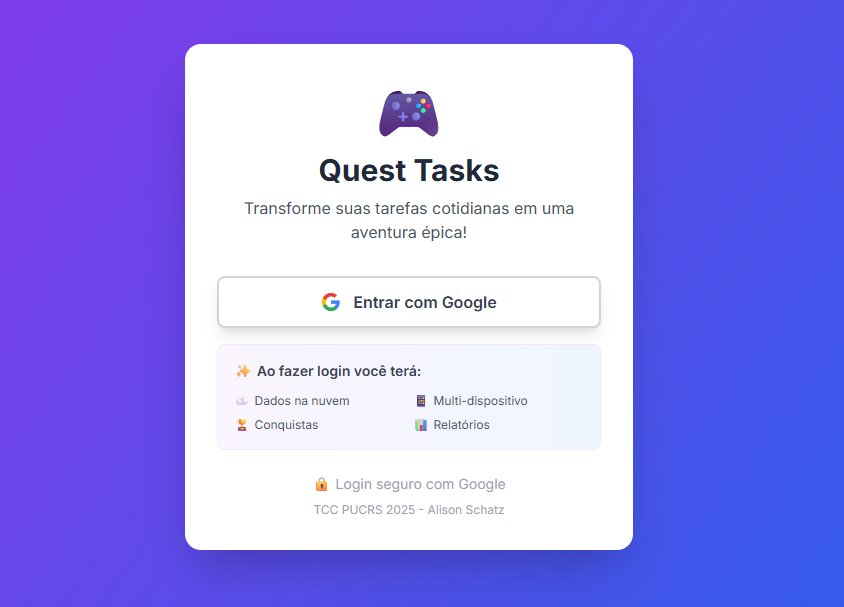 Quest Tasks
Transforme suas tarefas cotidianas em uma
aventura épica!
Entrar com Google
Ao fazer login você terá:
Dados na nuvem
Multi-dispositivo
Conquistas
Relatórios
Login seguro com Google
TCC PUCRS 2025 - Alison Schatz